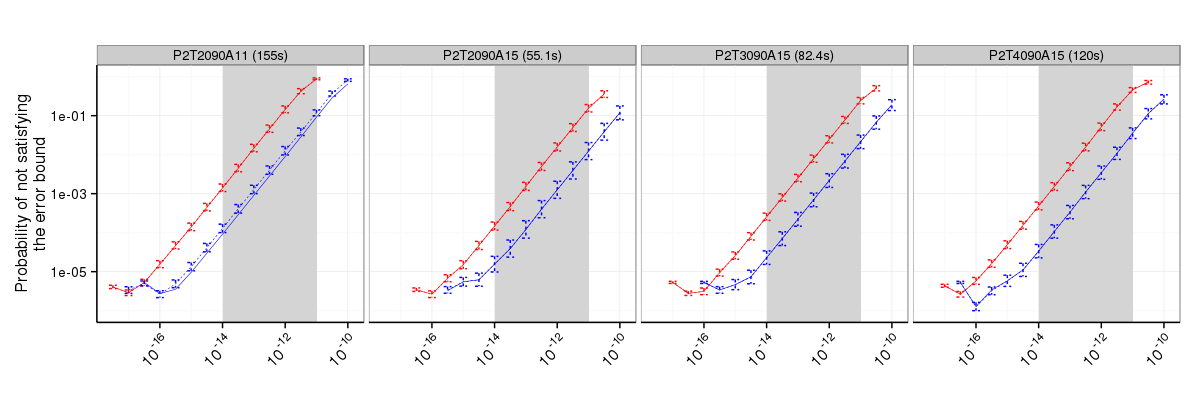 P2T2090A11 (155s)
P2T2090A15 (55.1s)
P2T3090A15 (82.4s)
P2T4090A15 (120s)
Probability of not satisfying
the error bound
1e-01
1e-03
1e-05
10^-16
10^-14
10^-12
10^-10
10^-16
10^-14
10^-12
10^-10
10^-16
10^-14
10^-12
10^-10
10^-16
10^-14
10^-12
10^-10